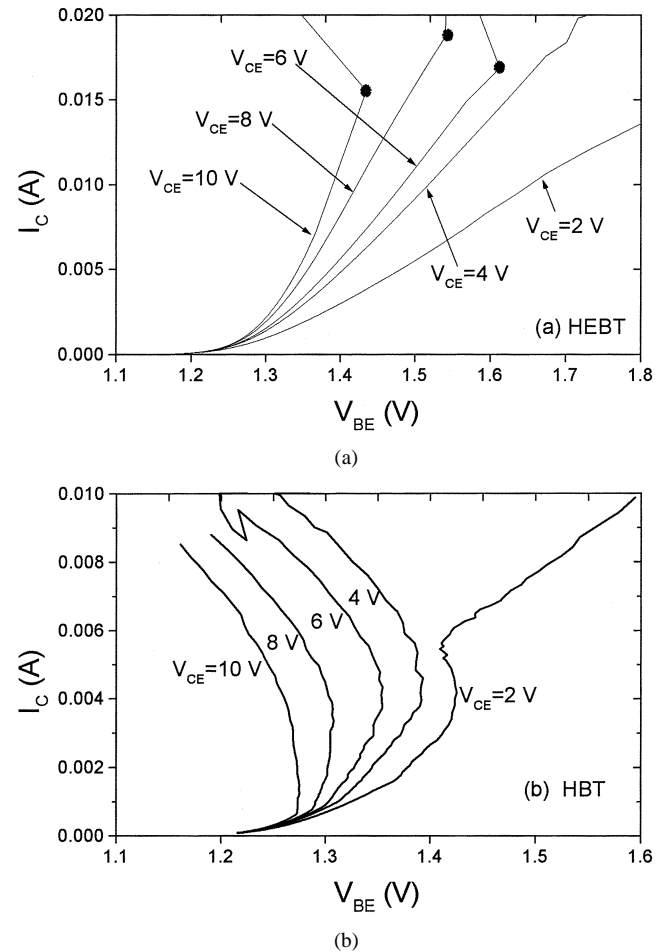 0.020
0.015
0.010
0.005
0.000
I_C (A)
V_CE=6 V
V_CE=8 V
V_CE=10 V
V_CE=2 V
V_CE=4 V
(a) HEBT
1.1 1.2 1.3 1.4 1.5 1.6 1.7 1.8
V_BE (V)
(a)
0.010
0.008
0.006
0.004
0.002
0.000
I_C (A)
4 V
6 V
8 V
V_CE=10 V
V_CE=2 V
(b) HBT
1.1 1.2 1.3 1.4 1.5 1.6
V_BE (V)
(b)